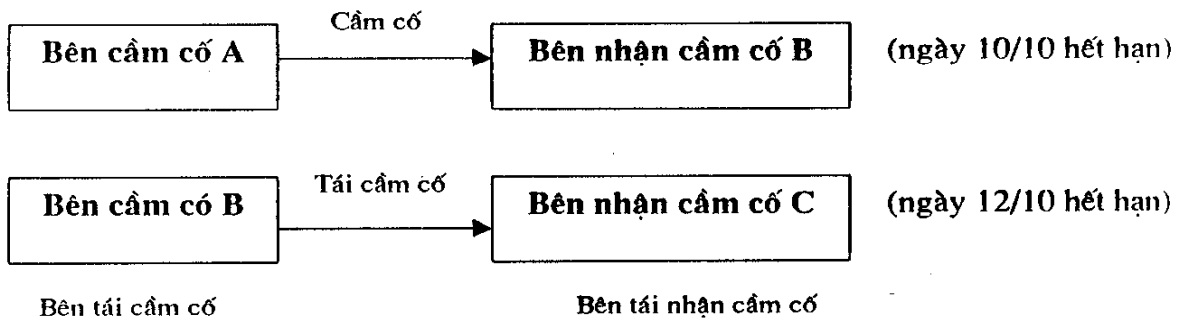 Cầm cố
Bên cầm cố A
Bên nhận cầm cố B
(ngày 10/10 hết hạn)
Tái cầm cố
Bên cầm có B
Bên nhận cầm cố C
(ngày 12/10 hết hạn)
Bên tái cầm cố
Bên tái nhận cầm cố